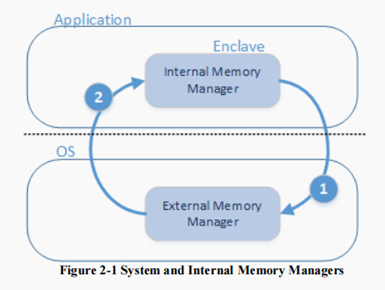 Application
Enclave
Internal Memory
Manager
2
OS
1
External Memory
Manager
Figure 2-1 System and Internal Memory Managers